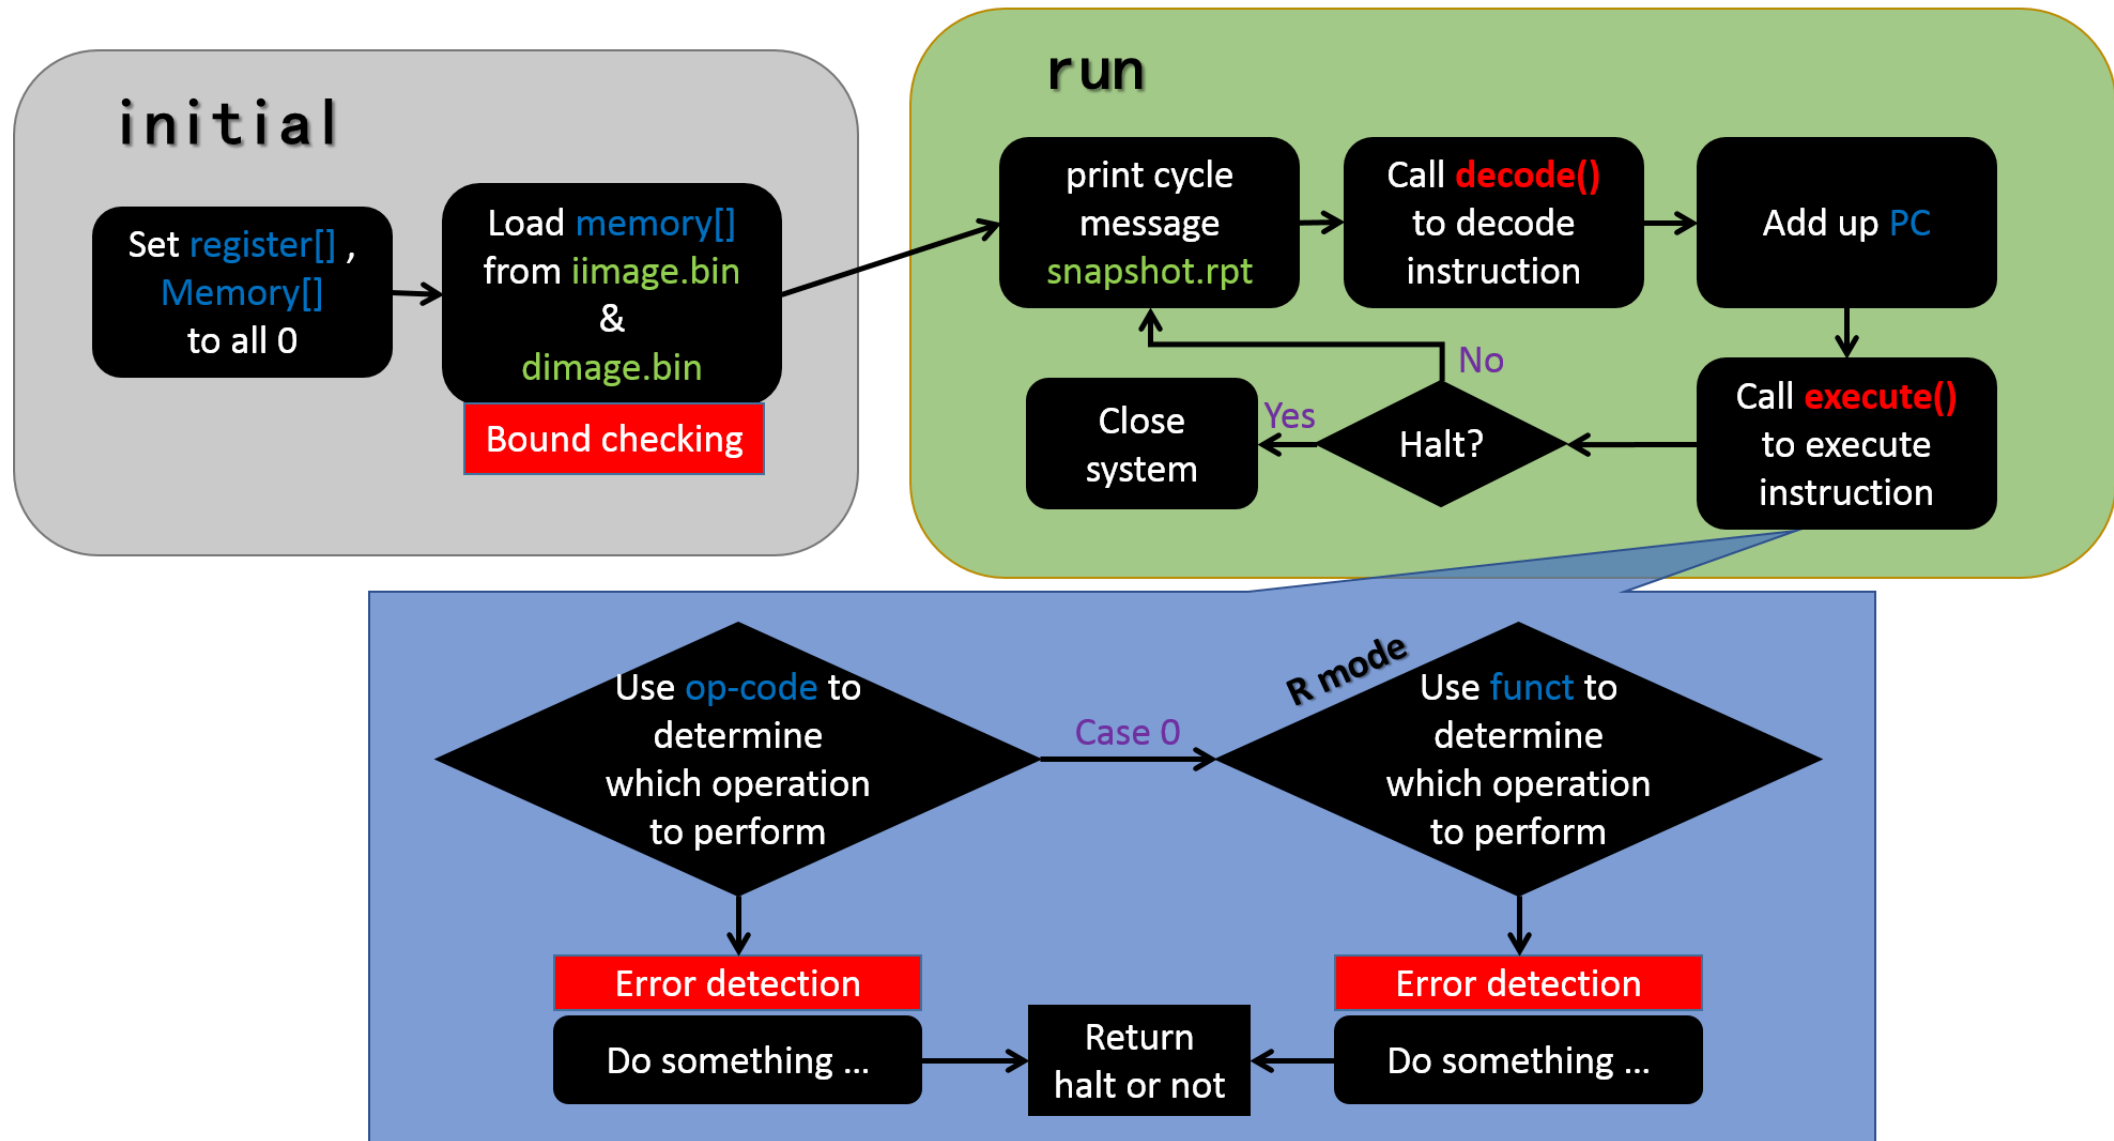 initial
Set register[] ,
Memory[]
to all 0
Load memory[]
from iimage.bin
&
dimage.bin
Bound checking
run
print cycle
message
snapshot.rpt
Call decode()
to decode
instruction
Add up PC
Call execute()
to execute
instruction
Halt?
No
Yes
Close
system
Use op-code to
determine
which operation
to perform
Case 0
R mode
Use funct to
determine
which operation
to perform
Error detection
Do something ...
Error detection
Do something ...
Return
halt or not